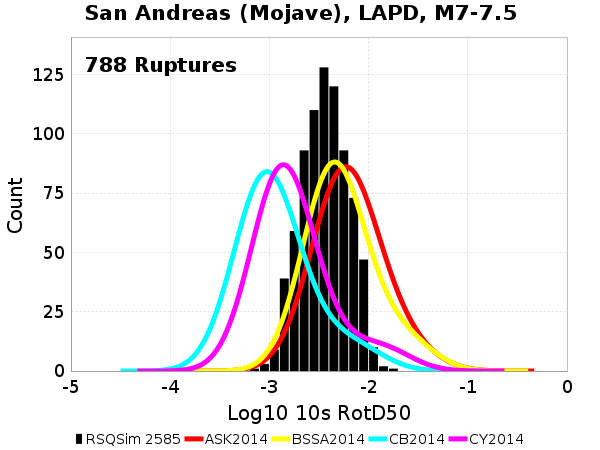 San Andreas (Mojave), LAPD, M7-7.5
788 Ruptures
125
100
75
50
25
0
Count
-5 -4 -3 -2 -1 0
Log10 10s RotD50
RSQSim 2585 ASK2014 BSSA2014 CB2014 CY2014